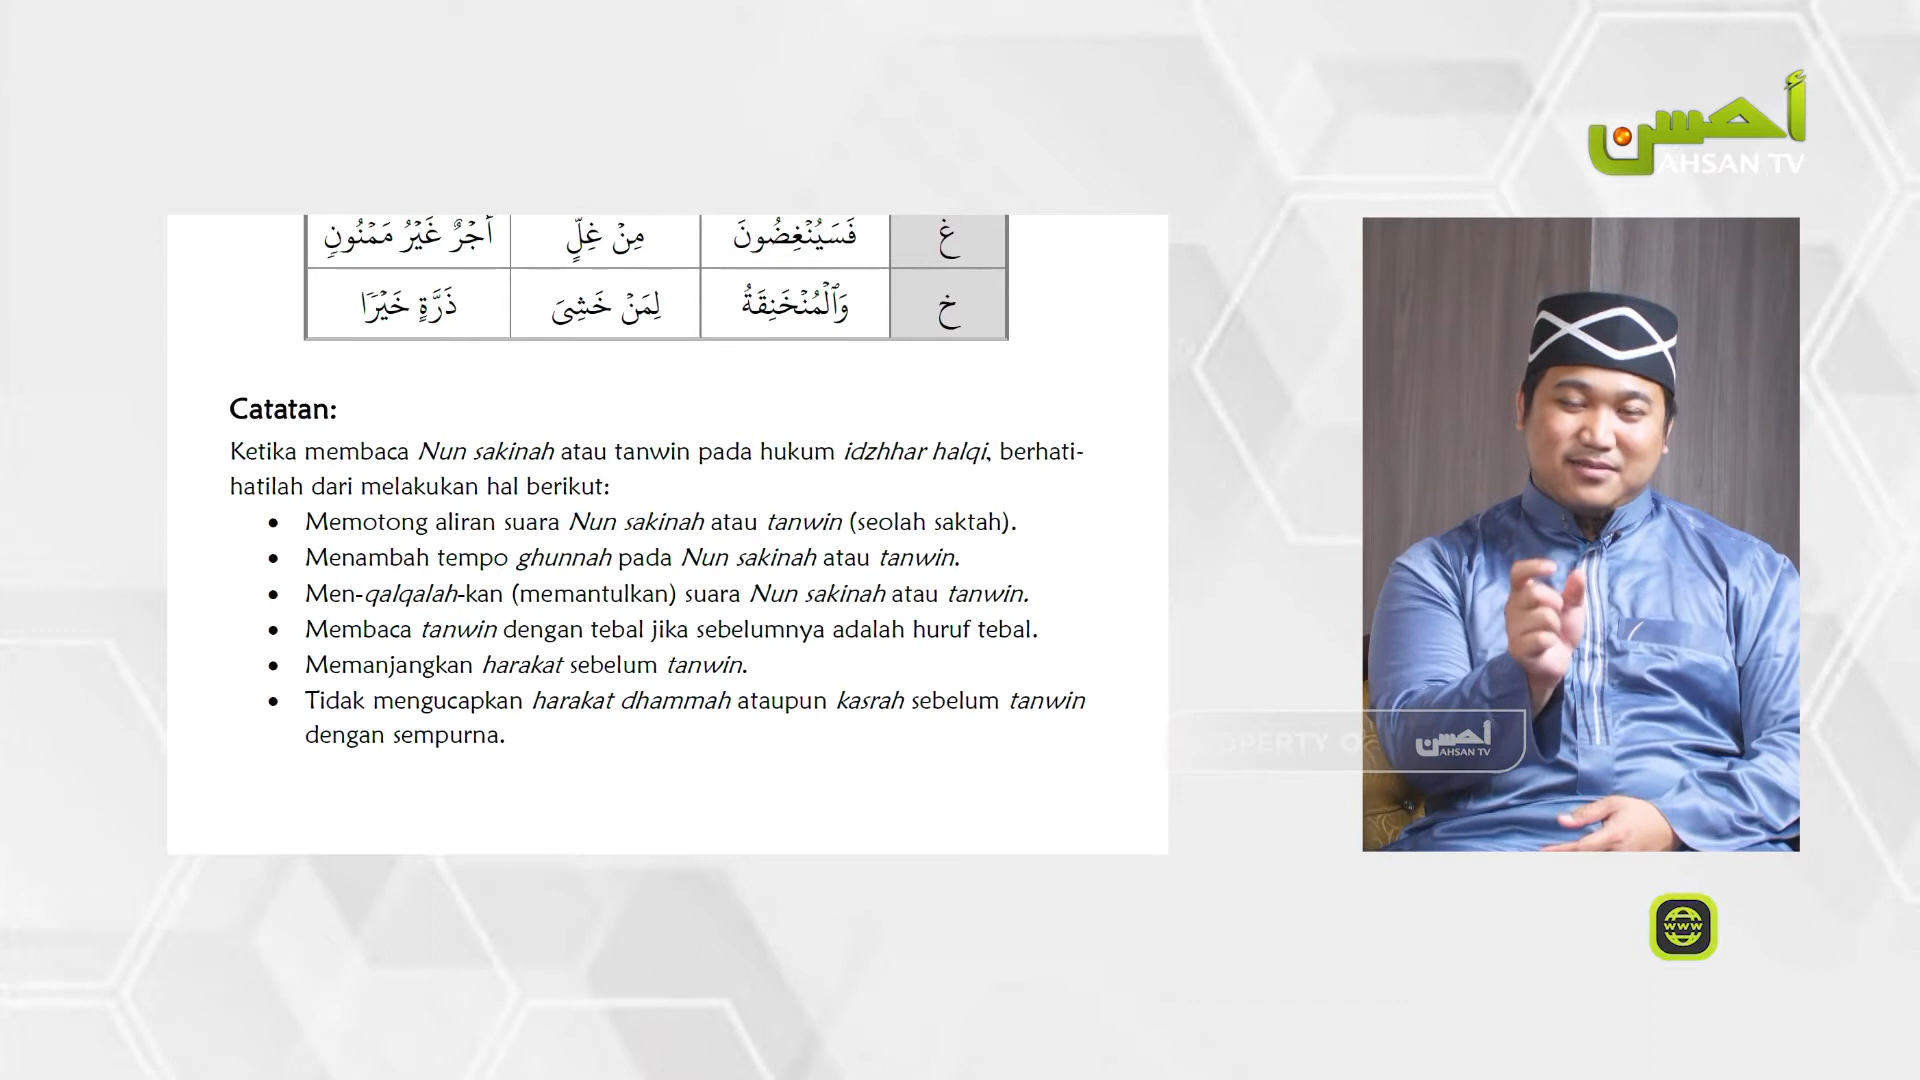 أحسن
AHSAN TV
غ فَسَيُنۡغِضُونَ مِنۡ غِلٍّ أَجۡرٌ غَيۡرُ مَمۡنُونٍ
خ وَٱلۡمُنۡخَنِقَةُ لِمَنۡ خَشِىَ ذَرَّةٍ خَيۡرٗا
Catatan:
Ketika membaca Nun sakinah atau tanwin pada hukum idzhhar halqi, berhati-
hatilah dari melakukan hal berikut:
• Memotong aliran suara Nun sakinah atau tanwin (seolah saktah).
• Menambah tempo ghunnah pada Nun sakinah atau tanwin.
• Men-qalqalah-kan (memantulkan) suara Nun sakinah atau tanwin.
• Membaca tanwin dengan tebal jika sebelumnya adalah huruf tebal.
• Memanjangkan harakat sebelum tanwin.
• Tidak mengucapkan harakat dhammah ataupun kasrah sebelum tanwin
dengan sempurna.
أحسن
AHSAN TV
www